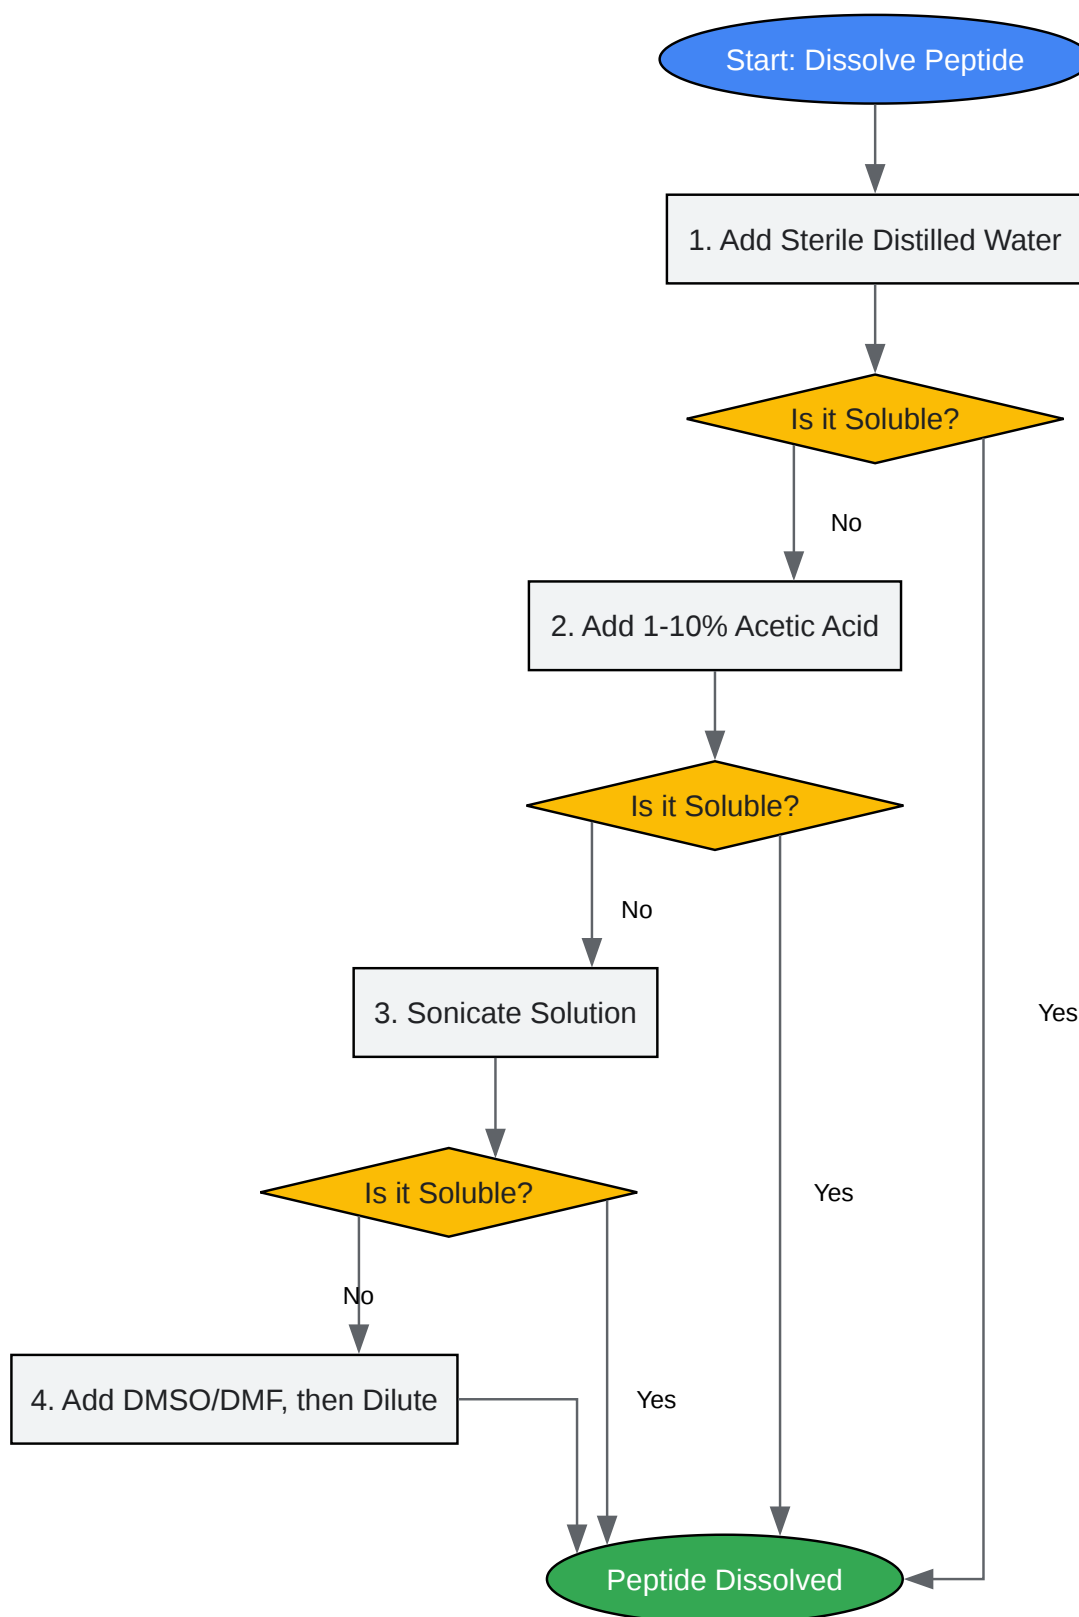 Start: Dissolve Peptide
1. Add Sterile Distilled Water
Is it Soluble?
No
2. Add 1-10% Acetic Acid
Is it Soluble?
No
3. Sonicate Solution
Yes
Is it Soluble?
Yes
No
4. Add DMSO/DMF, then Dilute
Yes
Peptide Dissolved